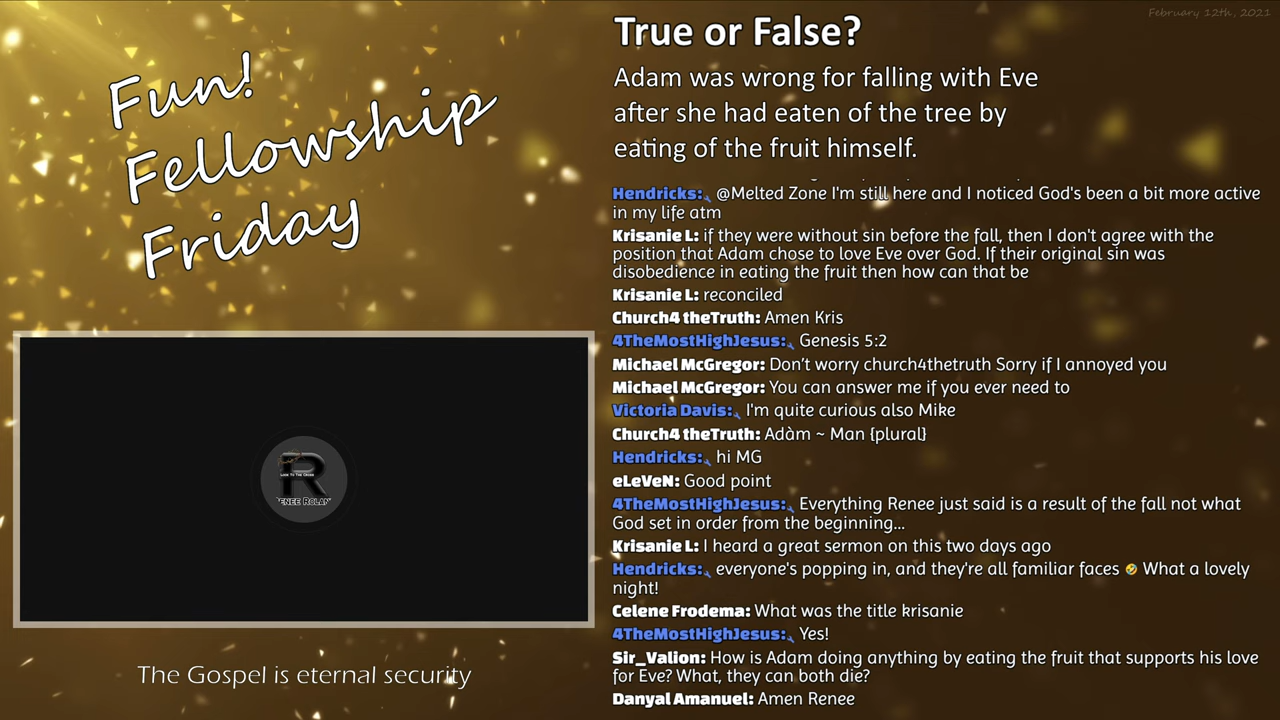 February 12th, 2021
Fun!
Fellowship
Friday
True or False?
Adam was wrong for falling with Eve
after she had eaten of the tree by
eating of the fruit himself.
Hendricks: @Melted Zone I'm still here and I noticed God's been a bit more active
in my life atm
Krisanie L: if they were without sin before the fall, then I don't agree with the
position that Adam chose to love Eve over God. If their original sin was
disobedience in eating the fruit then how can that be
Krisanie L: reconciled
Church4 theTruth: Amen Kris
4TheMostHighJesus: Genesis 5:2
Michael McGregor: Don't worry church4thetruth Sorry if I annoyed you
Michael McGregor: You can answer me if you ever need to
Victoria Davis: I'm quite curious also Mike
Church4 theTruth: Adàm ~ Man {plural}
Hendricks: hi MG
eLeVeN: Good point
4TheMostHighJesus: Everything Renee just said is a result of the fall not what
God set in order from the beginning...
Krisanie L: I heard a great sermon on this two days ago
Hendricks: everyone's popping in, and they're all familiar faces 🤣 What a lovely
night!
Celene Frodema: What was the title krisanie
4TheMostHighJesus: Yes!
Sir_Valion: How is Adam doing anything by eating the fruit that supports his love
for Eve? What, they can both die?
Danyal Amanuel: Amen Renee
R
Look To The Cross
The Gospel is eternal security